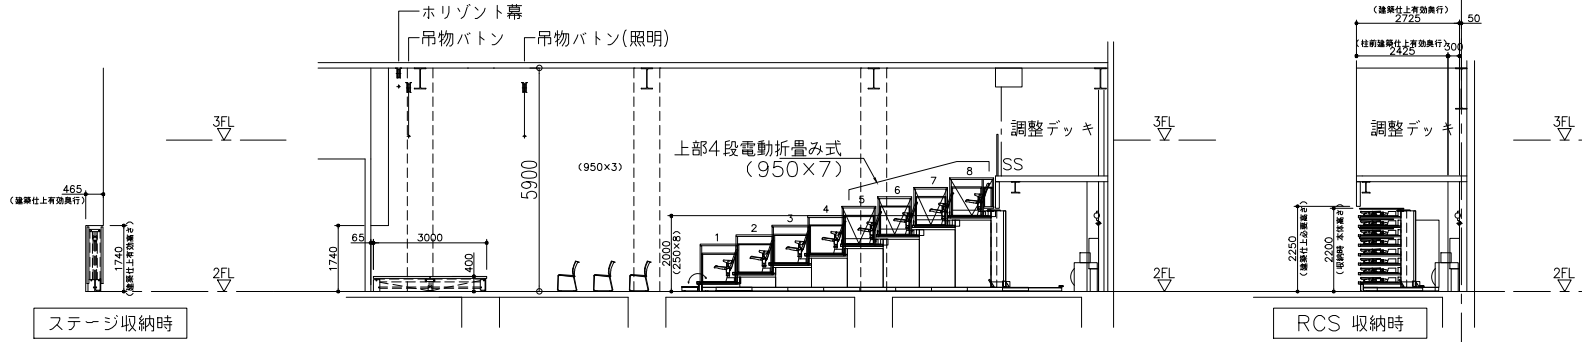 ホリゾント幕
吊物バトン
吊物バトン(照明)
(建築仕上有効奥行)
2725
50
(柱前建築仕上有効奥行)
2425
300
3FL
調整デッキ
3FL
調整デッキ
3FL
上部4段電動折畳み式
(950×7)
(950×3)
5900
SS
465
(建築仕上有効奥行)
1740
(建築仕上有効高さ)
1740
65
3000
400
2000
(250×8)
1
2
3
4
5
6
7
8
2250
(建築仕上必要高さ)
2200
(収納時 本体高さ)
2FL
2FL
2FL
ステージ収納時
RCS 収納時